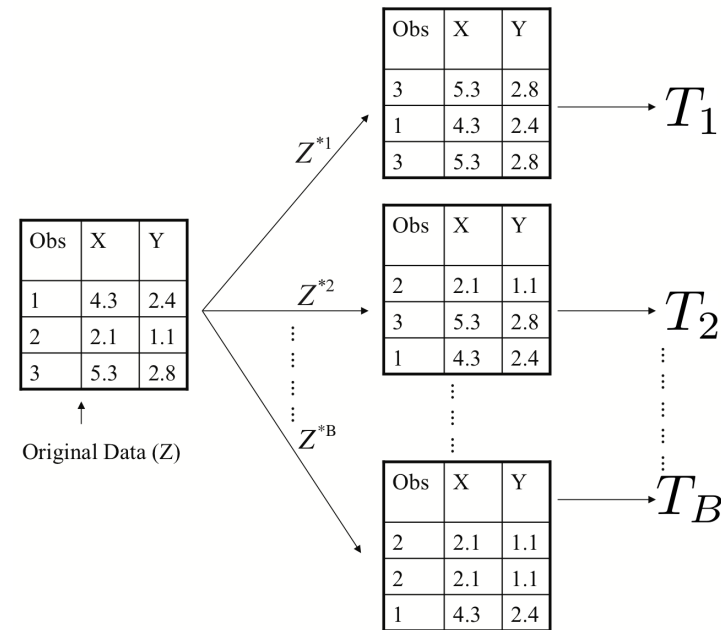 Obs X Y
3 5.3 2.8
1 4.3 2.4
3 5.3 2.8
T1
Z*1
Obs X Y
1 4.3 2.4
2 2.1 1.1
3 5.3 2.8
Original Data (Z)
Z*2
Obs X Y
2 2.1 1.1
3 5.3 2.8
1 4.3 2.4
T2
Z*B
Obs X Y
2 2.1 1.1
2 2.1 1.1
1 4.3 2.4
TB